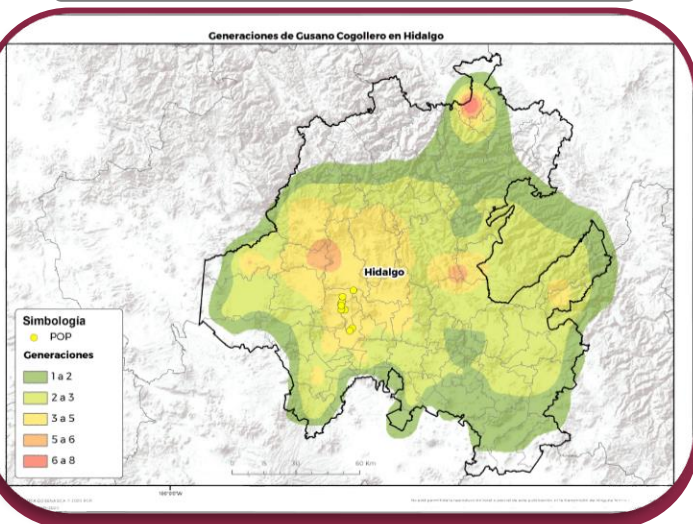 Generaciones de Gusano Cogollero en Hidalgo
Hidalgo
Simbología
POP
Generaciones
1 a 2
2 a 3
3 a 5
5 a 6
6 a 8
60 Km